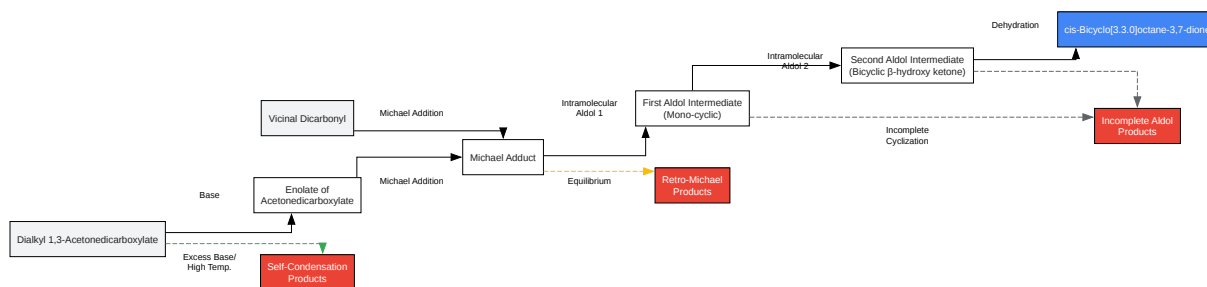 Dehydration
cis-Bicyclo[3.3.0]octane-3,7-dione
Intramolecular
Aldol 2
Second Aldol Intermediate
(Bicyclic β-hydroxy ketone)
Intramolecular
Aldol 1
First Aldol Intermediate
(Mono-cyclic)
Vicinal Dicarbonyl
Michael Addition
Incomplete Aldol
Products
Incomplete
Cyclization
Michael Adduct
Michael Addition
Equilibrium
Retro-Michael
Products
Base
Enolate of
Acetonedicarboxylate
Dialkyl 1,3-Acetonedicarboxylate
Excess Base/
High Temp.
Self-Condensation
Products